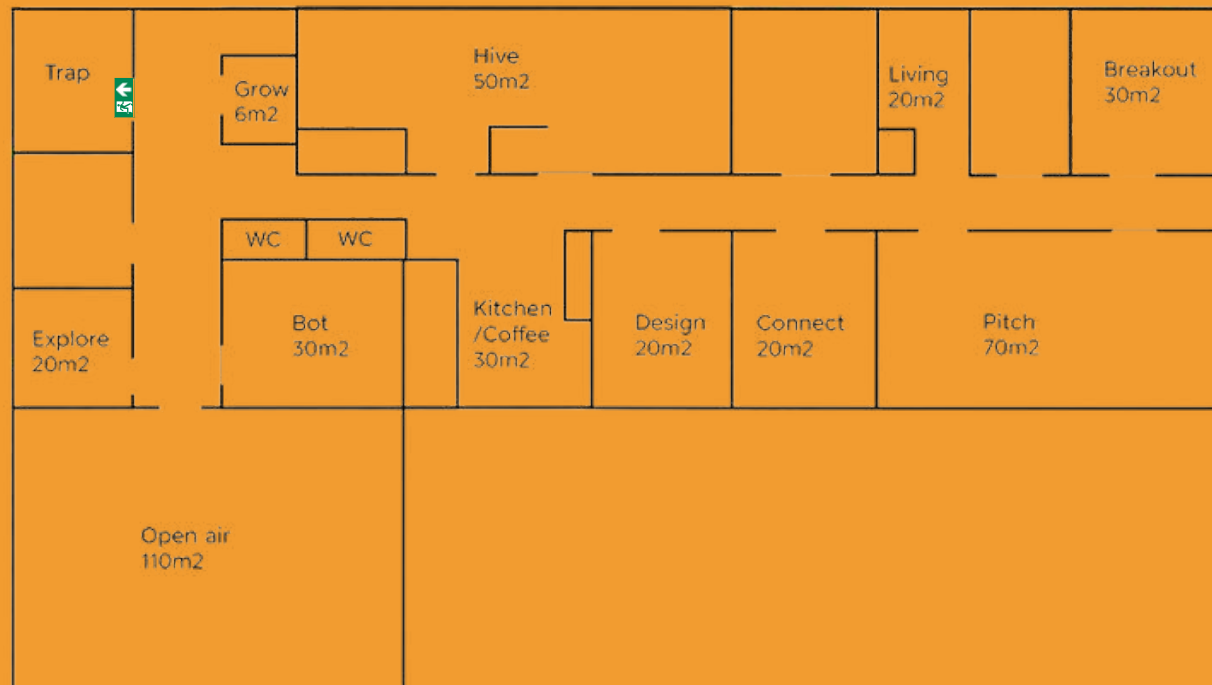 Trap
Grow
6m2
Hive
50m2
Living
20m2
Breakout
30m2
WC
WC
Explore
20m2
Bot
30m2
Kitchen
/Coffee
30m2
Design
20m2
Connect
20m2
Pitch
70m2
Open air
110m2